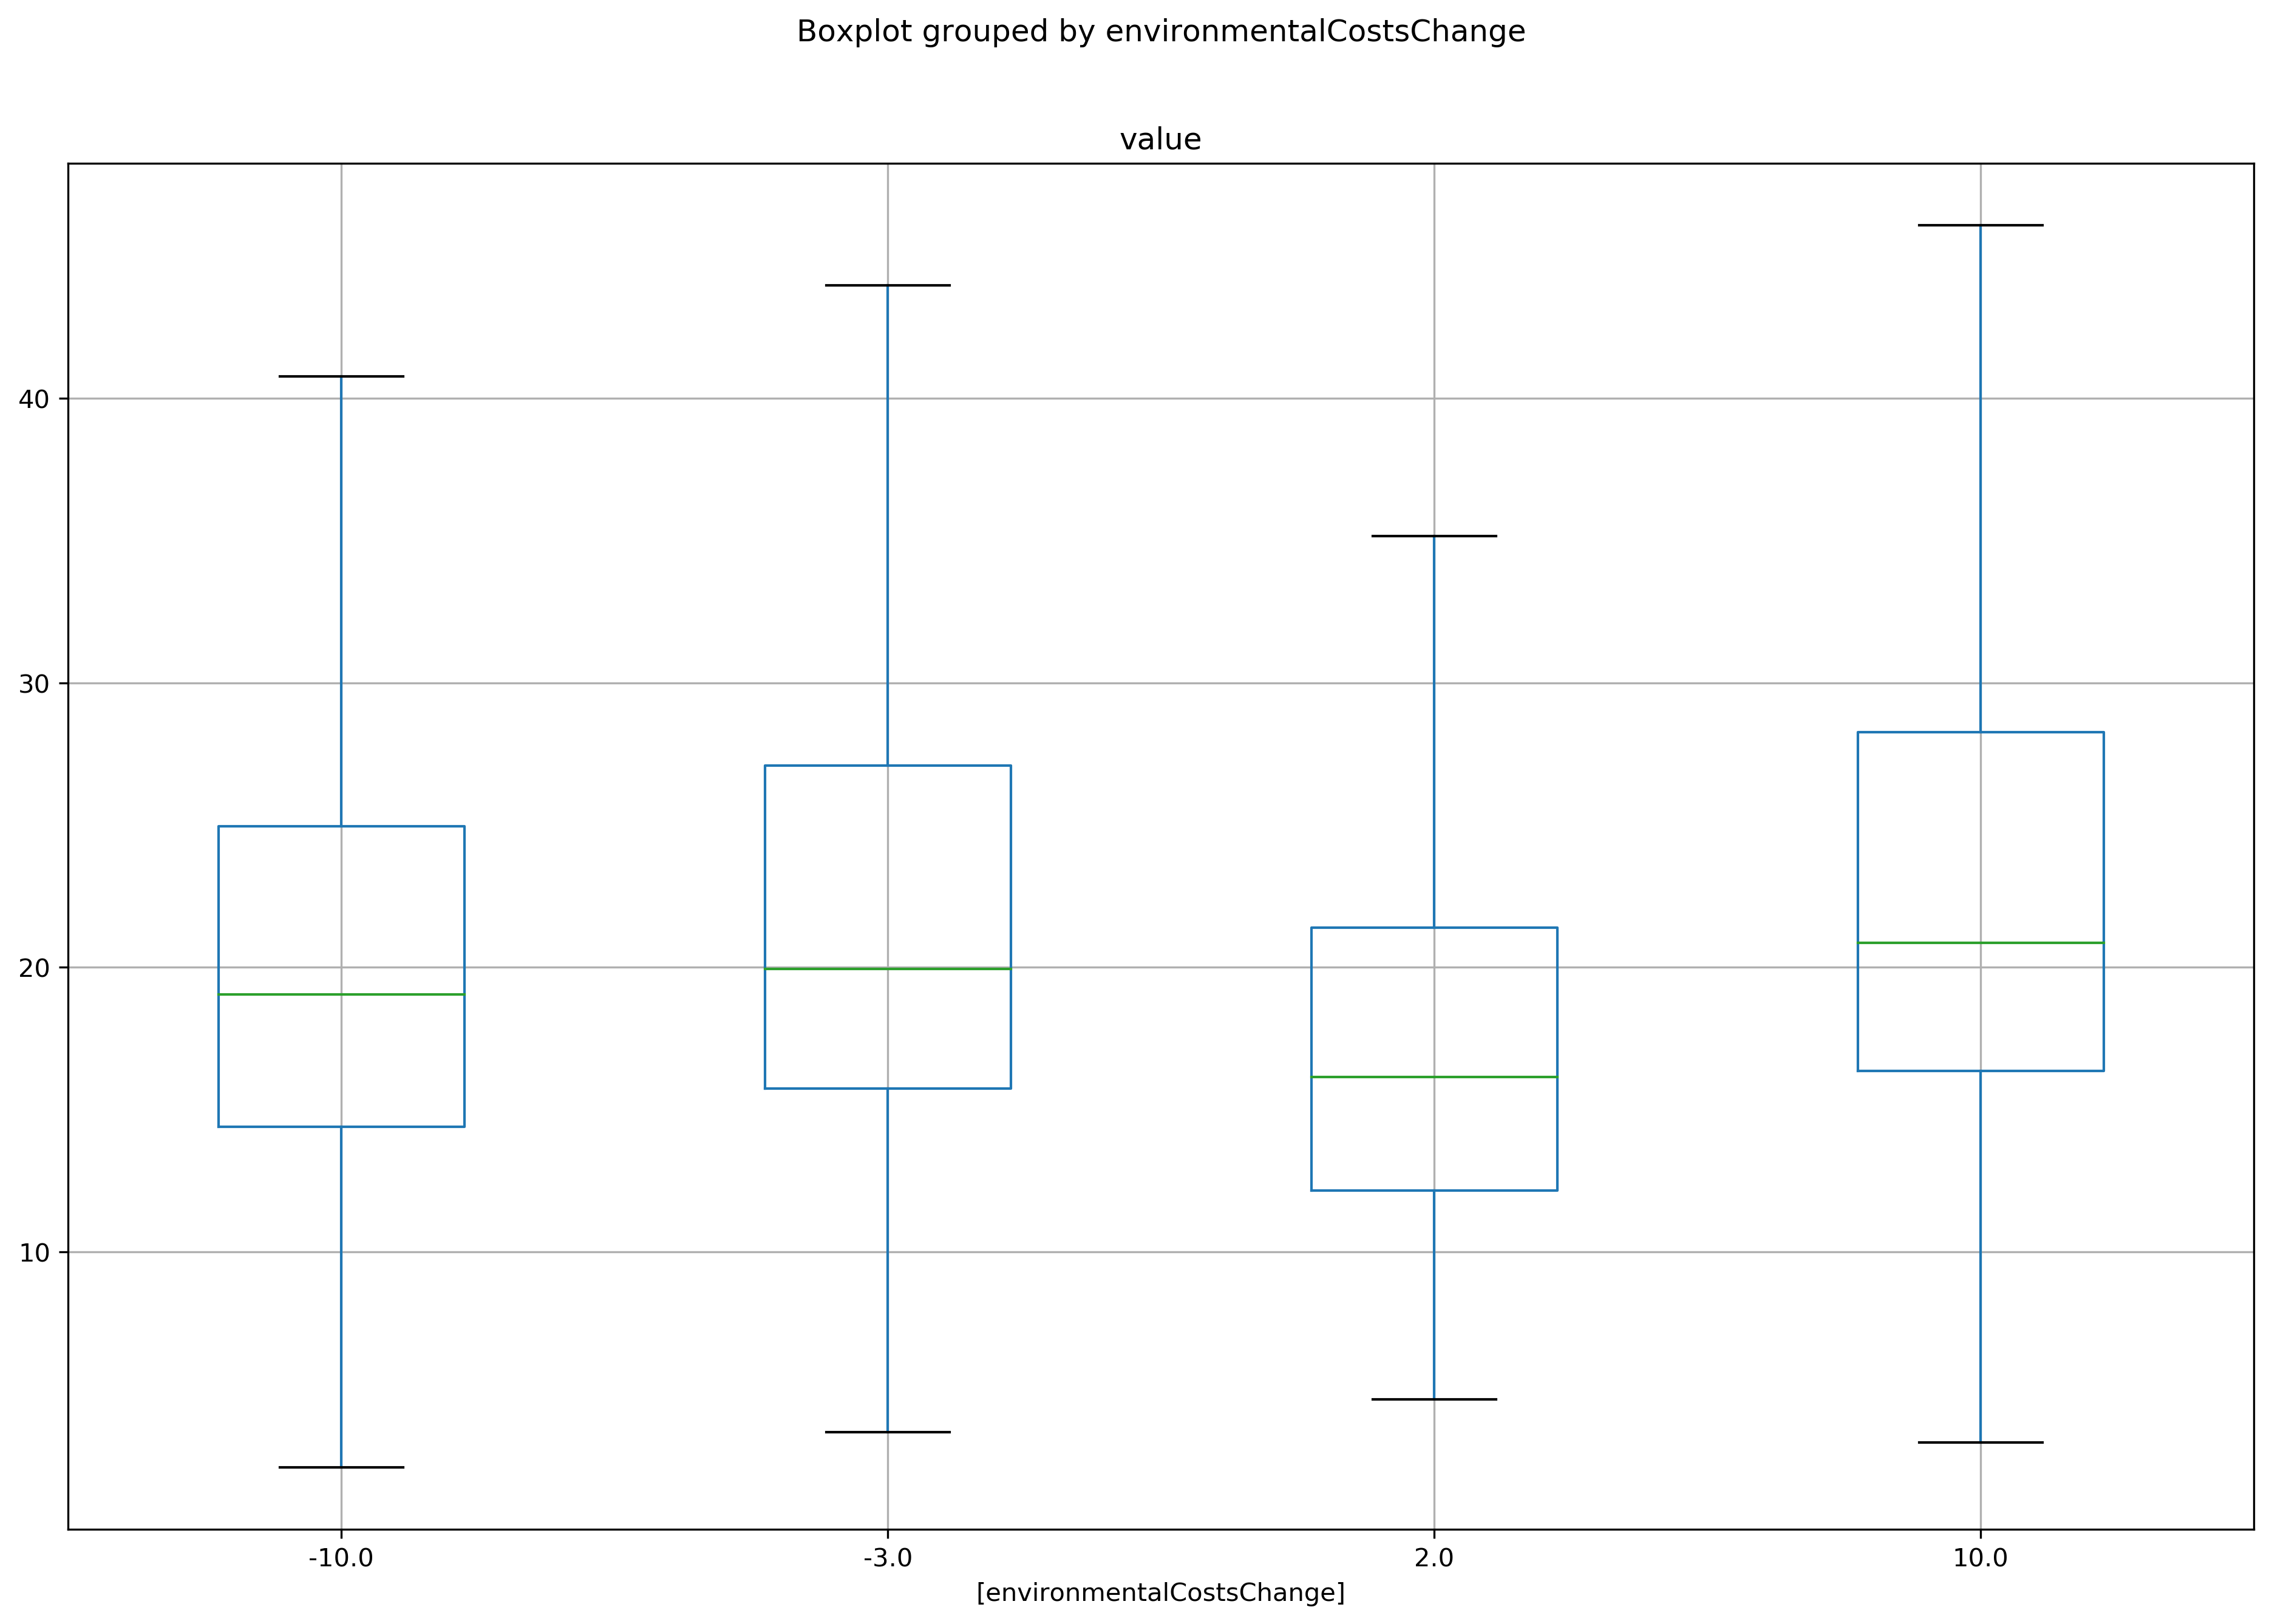 Boxplot grouped by environmentalCostsChange
value
40
30
20
10
-10.0 -3.0 2.0 10.0
[environmentalCostsChange]